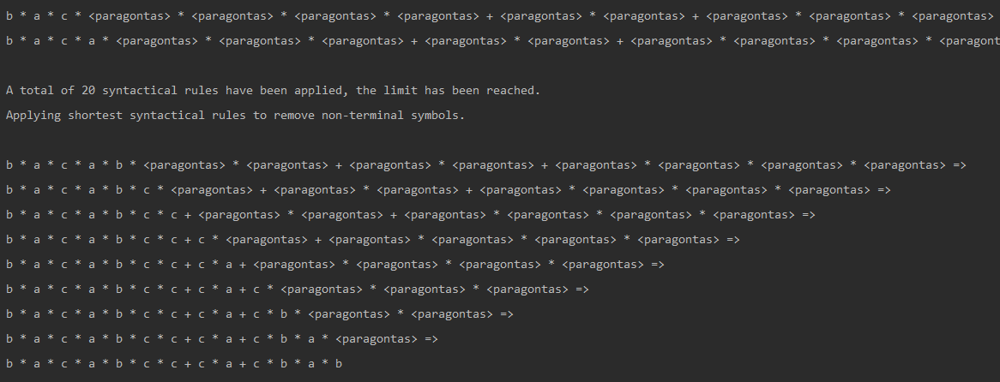 b * a * c * <paragontas> * <paragontas> * <paragontas> * <paragontas> + <paragontas> * <paragontas> + <paragontas> * <paragontas> * <paragontas>
b * a * c * a * <paragontas> * <paragontas> * <paragontas> + <paragontas> * <paragontas> + <paragontas> * <paragontas> * <paragontas> * <paragont
A total of 20 syntactical rules have been applied, the limit has been reached.
Applying shortest syntactical rules to remove non-terminal symbols.
b * a * c * a * b * <paragontas> * <paragontas> + <paragontas> * <paragontas> + <paragontas> * <paragontas> * <paragontas> * <paragontas> =>
b * a * c * a * b * c * <paragontas> + <paragontas> * <paragontas> + <paragontas> * <paragontas> * <paragontas> * <paragontas> =>
b * a * c * a * b * c * c + <paragontas> * <paragontas> + <paragontas> * <paragontas> * <paragontas> * <paragontas> =>
b * a * c * a * b * c * c + c * <paragontas> + <paragontas> * <paragontas> * <paragontas> * <paragontas> =>
b * a * c * a * b * c * c + c * a + <paragontas> * <paragontas> * <paragontas> * <paragontas> =>
b * a * c * a * b * c * c + c * a + c * <paragontas> * <paragontas> * <paragontas> =>
b * a * c * a * b * c * c + c * a + c * b * <paragontas> * <paragontas> =>
b * a * c * a * b * c * c + c * a + c * b * a * <paragontas> =>
b * a * c * a * b * c * c + c * a + c * b * a * b